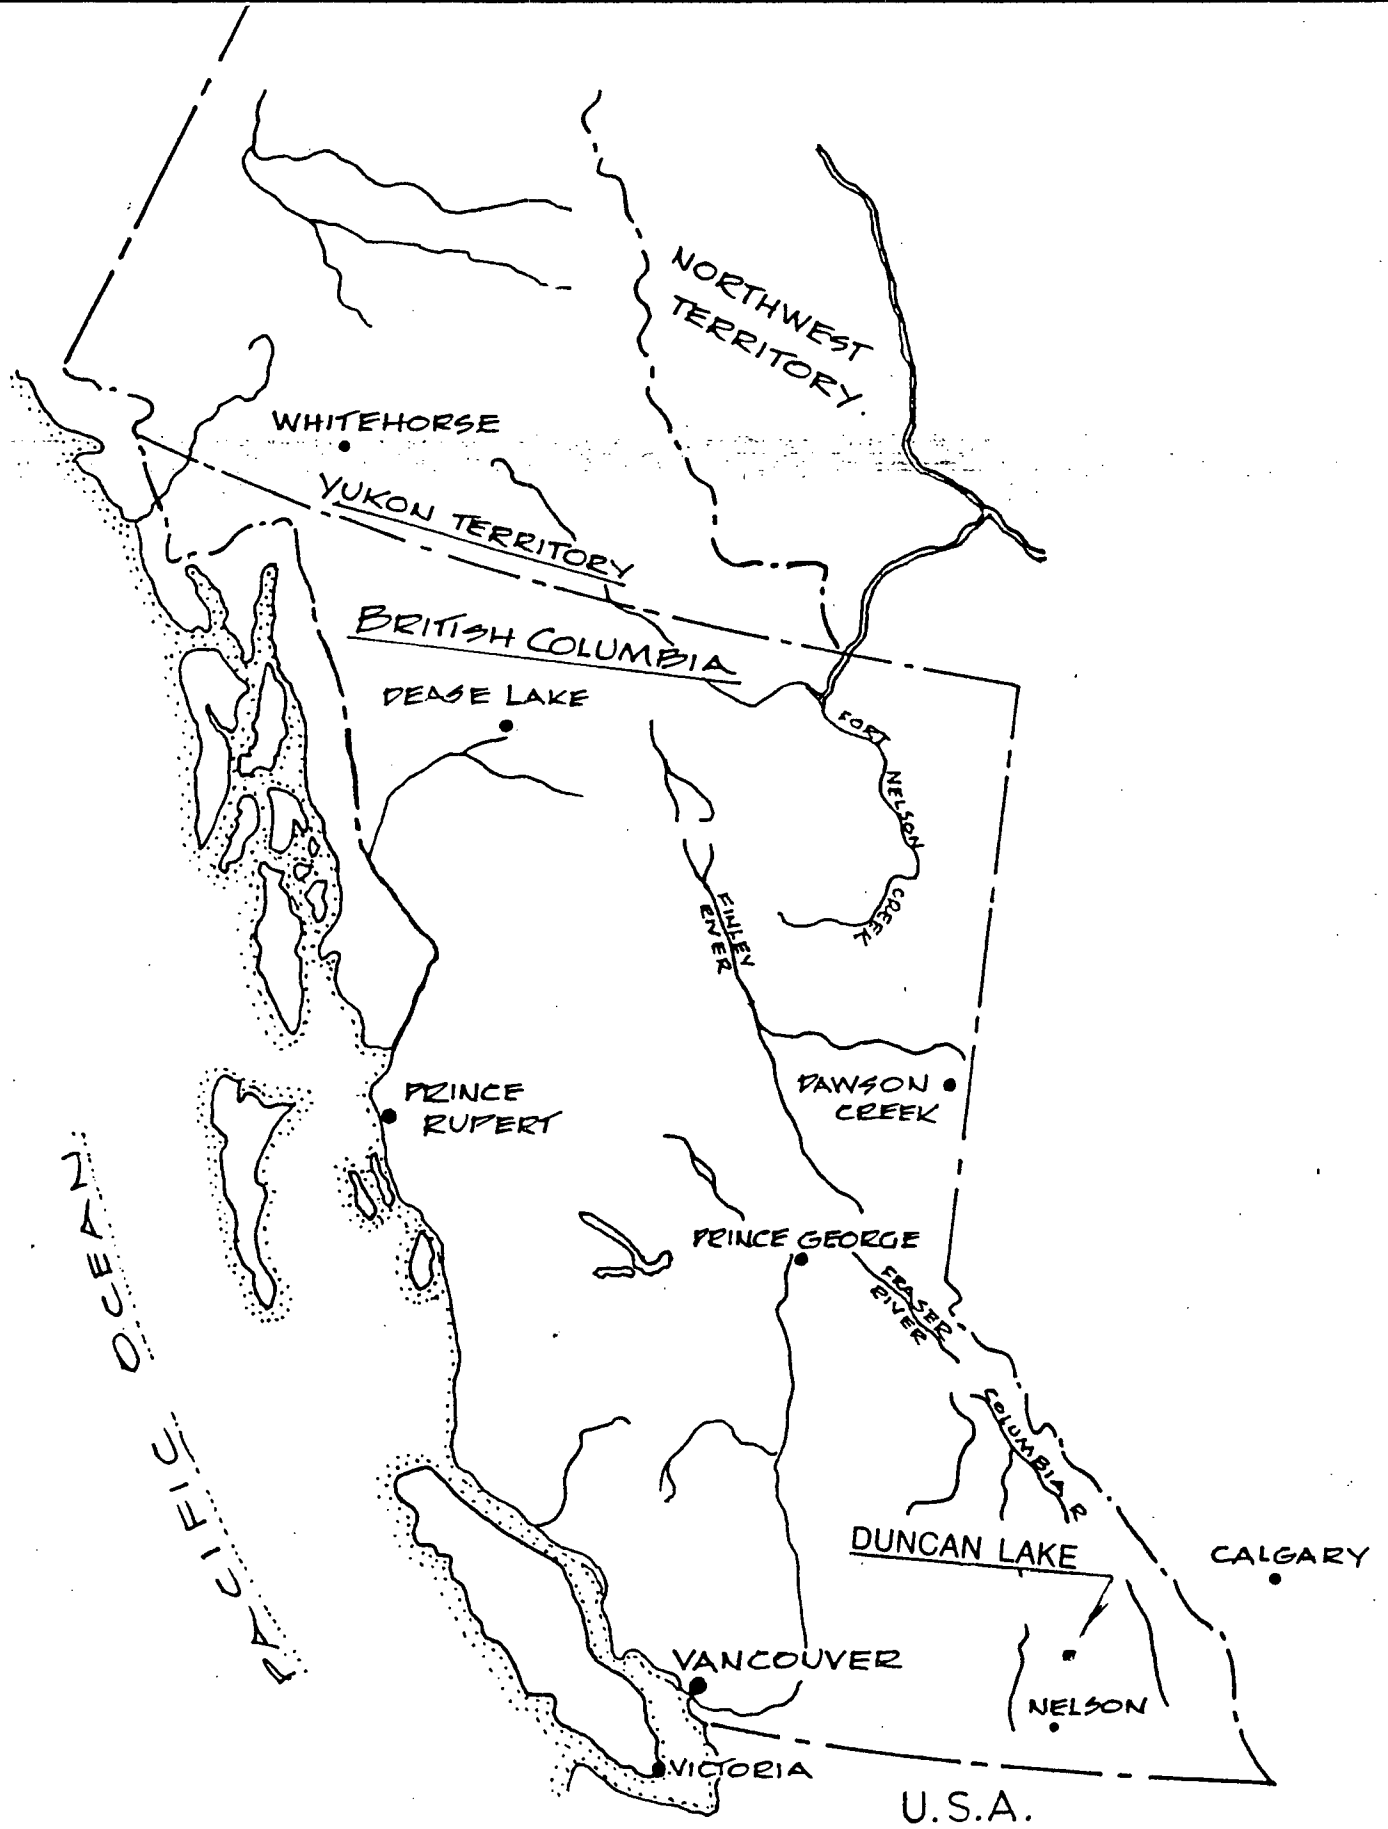 NORTHWEST
TERRITORY.
WHITEHORSE
YUKON TERRITORY
BRITISH COLUMBIA
DEASE LAKE
FORT
NELSON
CREEK
FINLEY
RIVER
DAWSON
CREEK
PRINCE
RUPERT
PACIFIC OCEAN
PRINCE GEORGE
FRASER
RIVER
COLUMBIA R
DUNCAN LAKE
CALGARY
VANCOUVER
NELSON
VICTORIA
U.S.A.